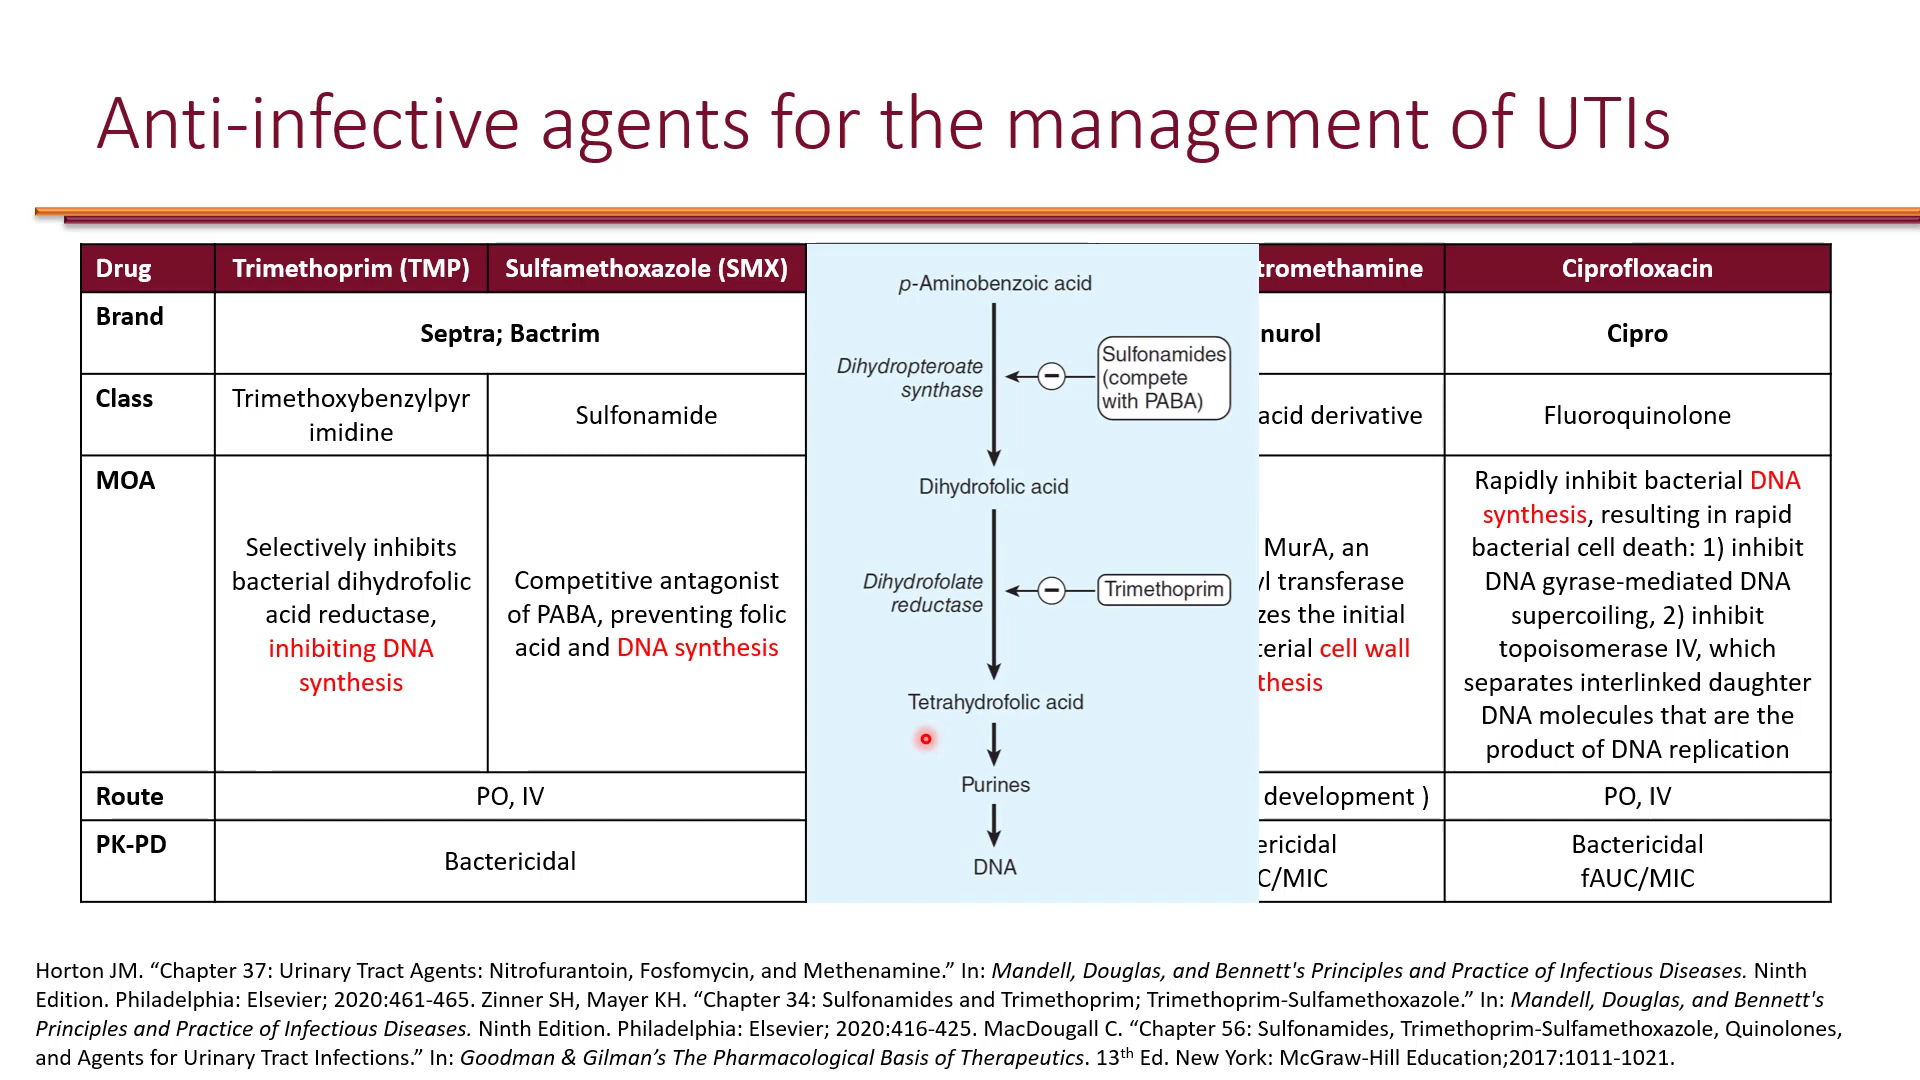 Anti-infective agents for the management of UTIs
Drug
Trimethoprim (TMP)
Sulfamethoxazole (SMX)
tromethamine
Ciprofloxacin
Brand
Septra; Bactrim
nurol
Cipro
Class
Trimethoxybenzylpyr
imidine
Sulfonamide
acid derivative
Fluoroquinolone
MOA
Selectively inhibits
bacterial dihydrofolic
acid reductase,
inhibiting DNA
synthesis
Competitive antagonist
of PABA, preventing folic
acid and DNA synthesis
MurA, an
yl transferase
zes the initial
terial cell wall
thesis
Rapidly inhibit bacterial DNA
synthesis, resulting in rapid
bacterial cell death: 1) inhibit
DNA gyrase-mediated DNA
supercoiling, 2) inhibit
topoisomerase IV, which
separates interlinked daughter
DNA molecules that are the
product of DNA replication
Route
PO, IV
development )
PO, IV
PK-PD
Bactericidal
ericidal
C/MIC
Bactericidal
fAUC/MIC
p-Aminobenzoic acid
Dihydropteroate
synthase
Sulfonamides
(compete
with PABA)
Dihydrofolic acid
Dihydrofolate
reductase
Trimethoprim
Tetrahydrofolic acid
Purines
DNA
Horton JM. “Chapter 37: Urinary Tract Agents: Nitrofurantoin, Fosfomycin, and Methenamine.” In: Mandell, Douglas, and Bennett's Principles and Practice of Infectious Diseases. Ninth
Edition. Philadelphia: Elsevier; 2020:461-465. Zinner SH, Mayer KH. “Chapter 34: Sulfonamides and Trimethoprim; Trimethoprim-Sulfamethoxazole.” In: Mandell, Douglas, and Bennett's
Principles and Practice of Infectious Diseases. Ninth Edition. Philadelphia: Elsevier; 2020:416-425. MacDougall C. “Chapter 56: Sulfonamides, Trimethoprim-Sulfamethoxazole, Quinolones,
and Agents for Urinary Tract Infections.” In: Goodman & Gilman’s The Pharmacological Basis of Therapeutics. 13th Ed. New York: McGraw-Hill Education;2017:1011-1021.